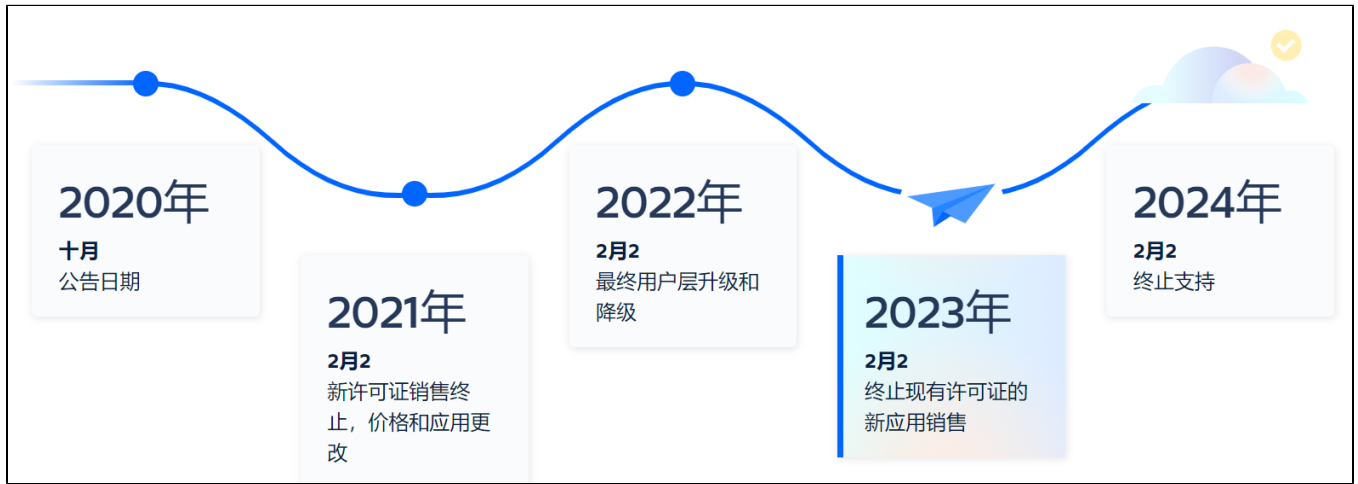 2020年
十月
公告日期
2021年
2月2
新许可证销售终
止，价格和应用更
改
2022年
2月2
最终用户层升级和
降级
2023年
2月2
终止现有许可证的
新应用销售
2024年
2月2
终止支持